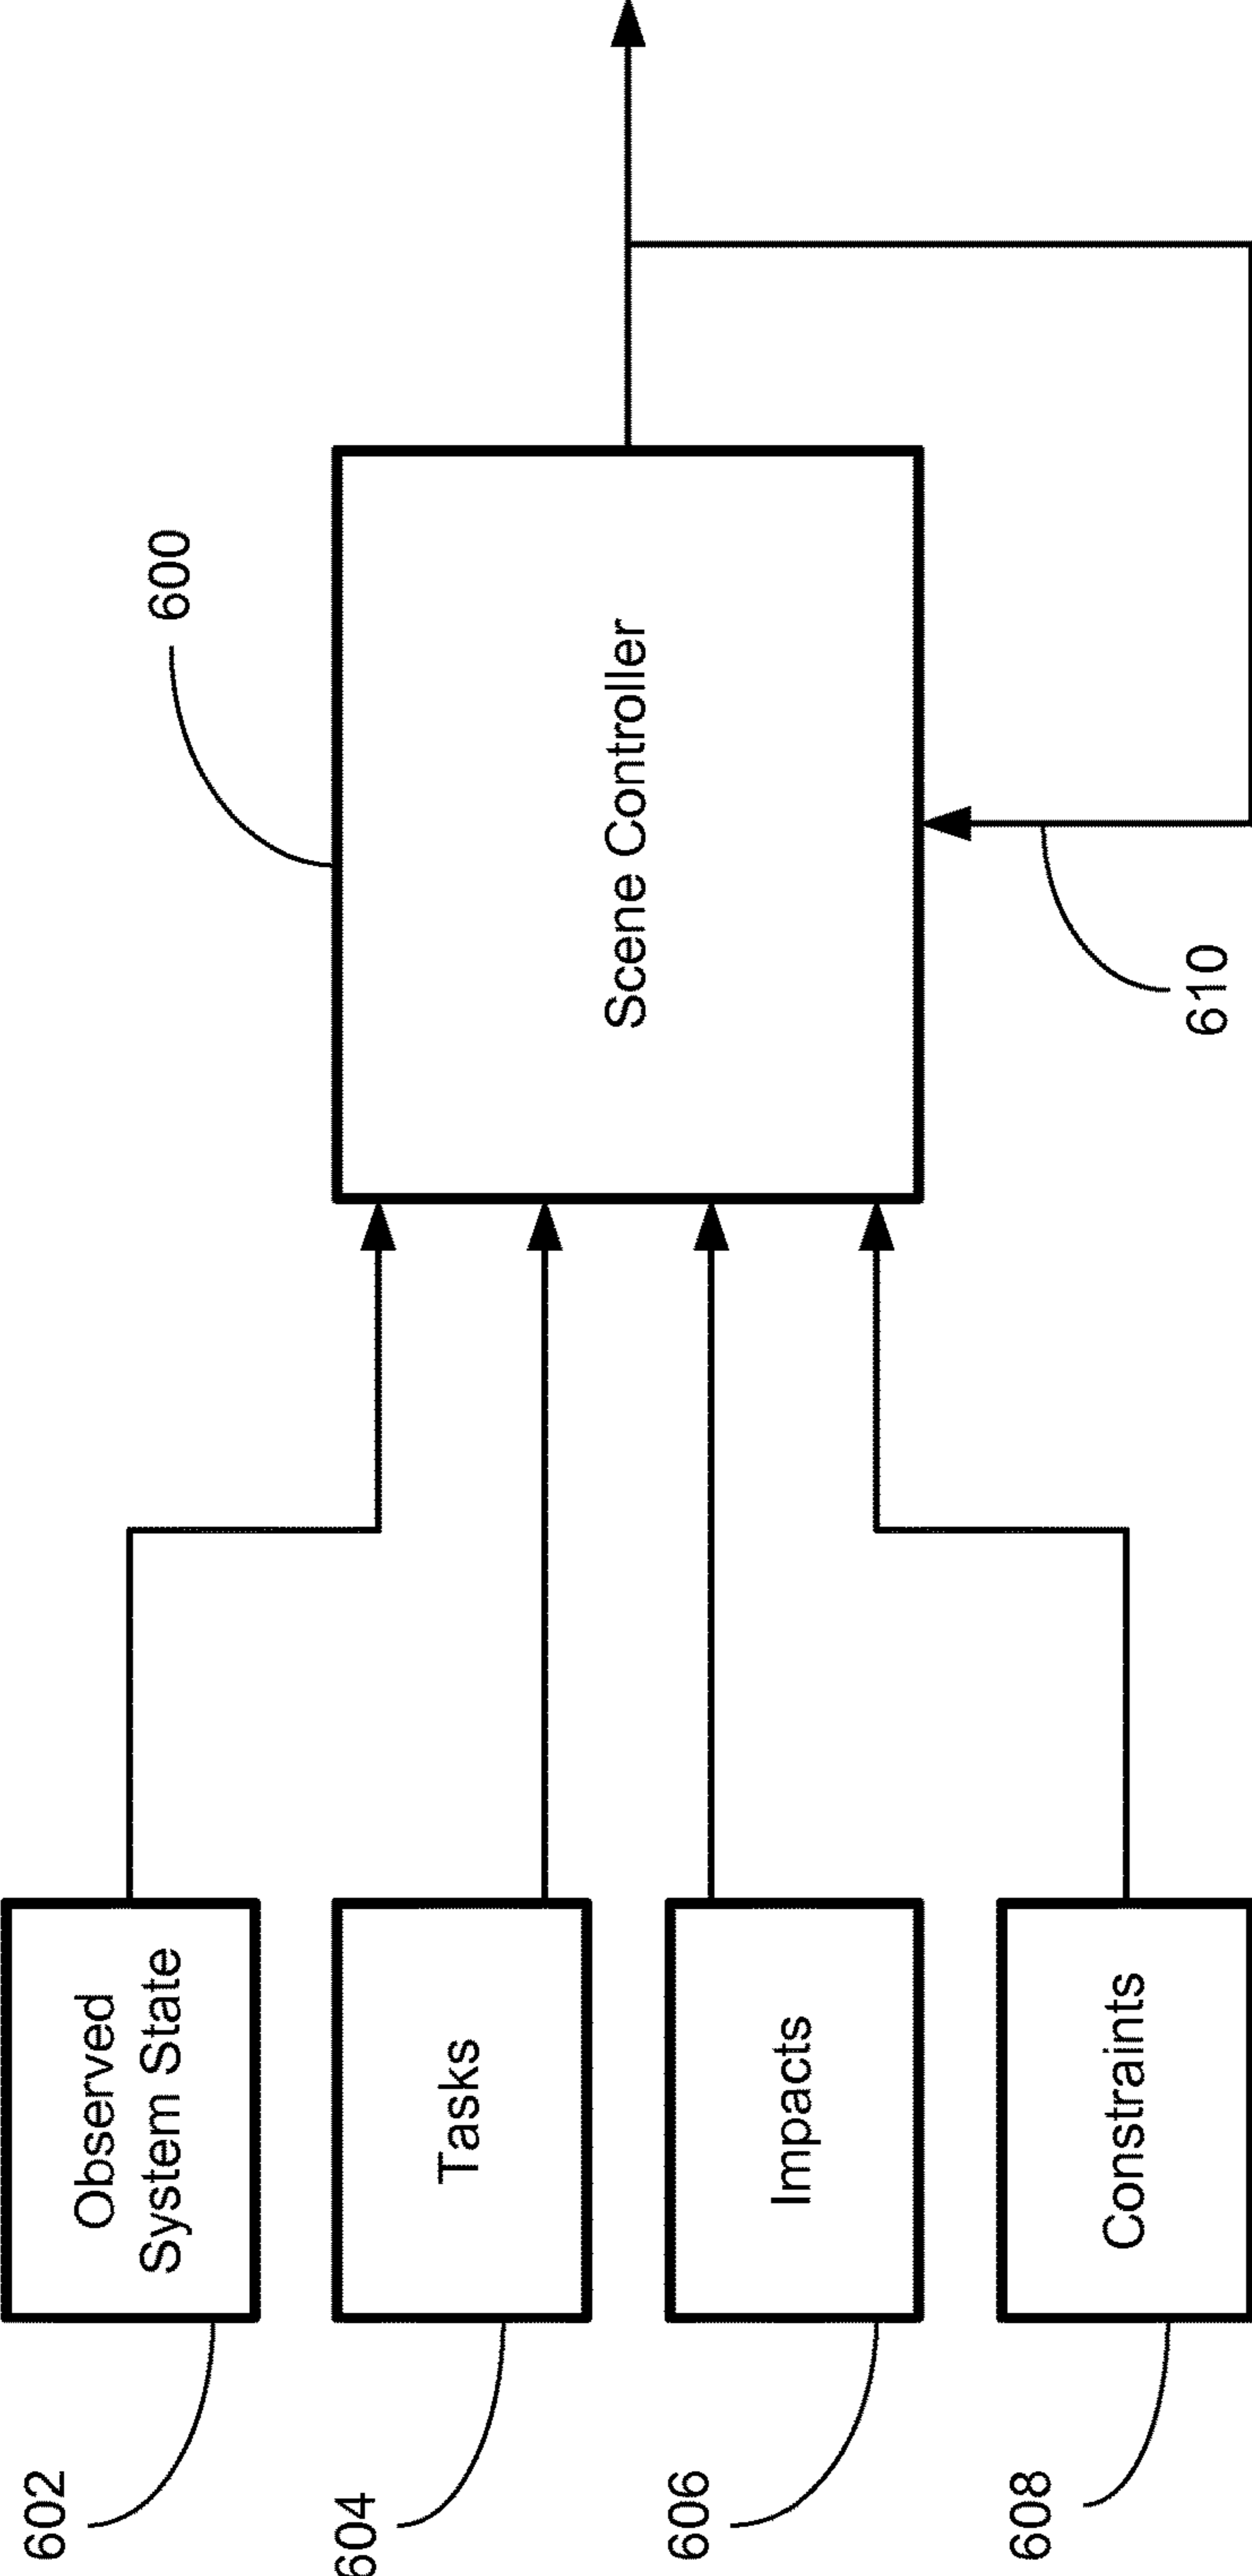 602
Observed
System State
604
Tasks
606
Impacts
608
Constraints
600
Scene Controller
610